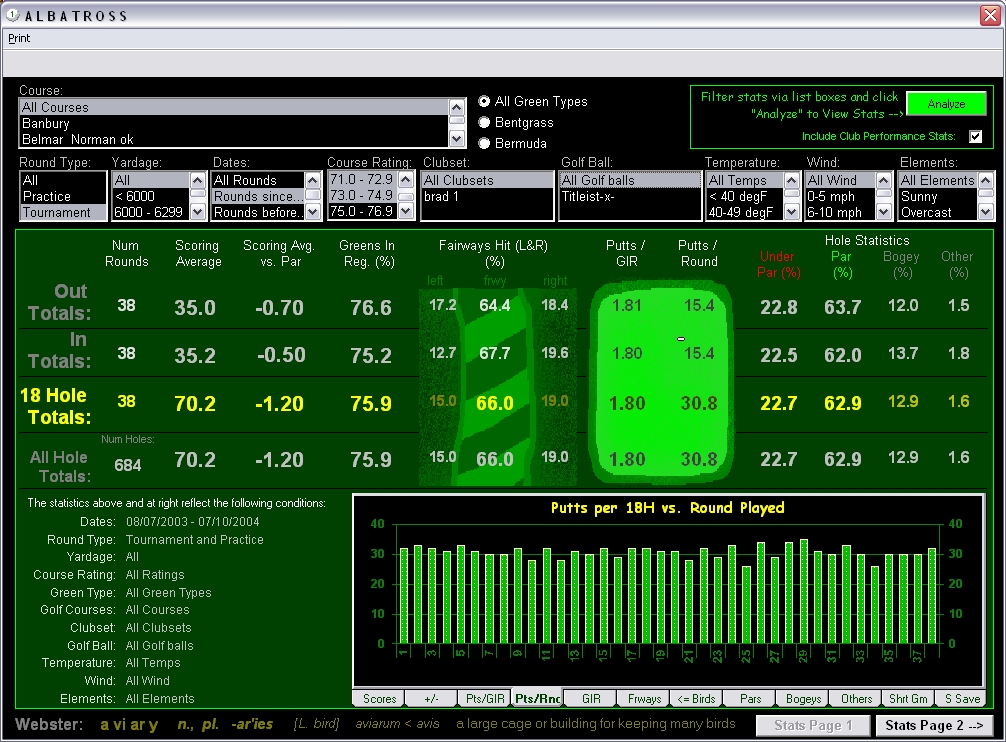 ALBATROSS
Print
Course:
All Courses
Banbury
Belmar Norman ok
All Green Types
Bentgrass
Bermuda
Filter stats via list boxes and click
"Analyze" to View Stats -->
Analyze
Include Club Performance Stats:
Round Type: Yardage: Dates: Course Rating: Clubset: Golf Ball: Temperature: Wind: Elements:
All All All Rounds 71.0 - 72.9 All Clubsets All Golf balls All Temps All Wind All Elements
Practice < 6000 Rounds since... 73.0 - 74.9 brad 1 Titleist-x- < 40 degF 0-5 mph Sunny
Tournament 6000 - 6299 Rounds before.. 75.0 - 76.9 40-49 degF 6-10 mph Overcast
Hole Statistics
Num Scoring Scoring Avg. Greens In Fairways Hit (L&R) Putts / Putts / Under Par Bogey Other
Rounds Average vs. Par Reg. (%) (%) GIR Round Par (%) (%) (%) (%)
left frwy right
Out
Totals: 38 35.0 -0.70 76.6 17.2 64.4 18.4 1.81 15.4 22.8 63.7 12.0 1.5
In
Totals: 38 35.2 -0.50 75.2 12.7 67.7 19.6 1.80 15.4 22.5 62.0 13.7 1.8
18 Hole
Totals: 38 70.2 -1.20 75.9 15.0 66.0 19.0 1.80 30.8 22.7 62.9 12.9 1.6
Num Holes:
All Hole
Totals: 684 70.2 -1.20 75.9 15.0 66.0 19.0 1.80 30.8 22.7 62.9 12.9 1.6
The statistics above and at right reflect the following conditions:
Dates: 08/07/2003 - 07/10/2004
Round Type: Tournament and Practice
Yardage: All
Course Rating: All Ratings
Green Type: All Green Types
Golf Courses: All Courses
Clubset: All Clubsets
Golf Ball: All Golf balls
Temperature: All Temps
Wind: All Wind
Elements: All Elements
Putts per 18H vs. Round Played
40 40
30 30
20 20
10 10
0 0
1 3 5 7 9 11 13 15 17 19 21 23 25 27 29 31 33 35 37
Scores +/- Pts/GIR Pts/Rnd GIR Frways <= Birds Pars Bogeys Others Shrt Gm S Save
Webster: a vi ar y n., pl. -ar'ies [L. bird] aviarum < avis a large cage or building for keeping many birds
Stats Page 1
Stats Page 2 -->